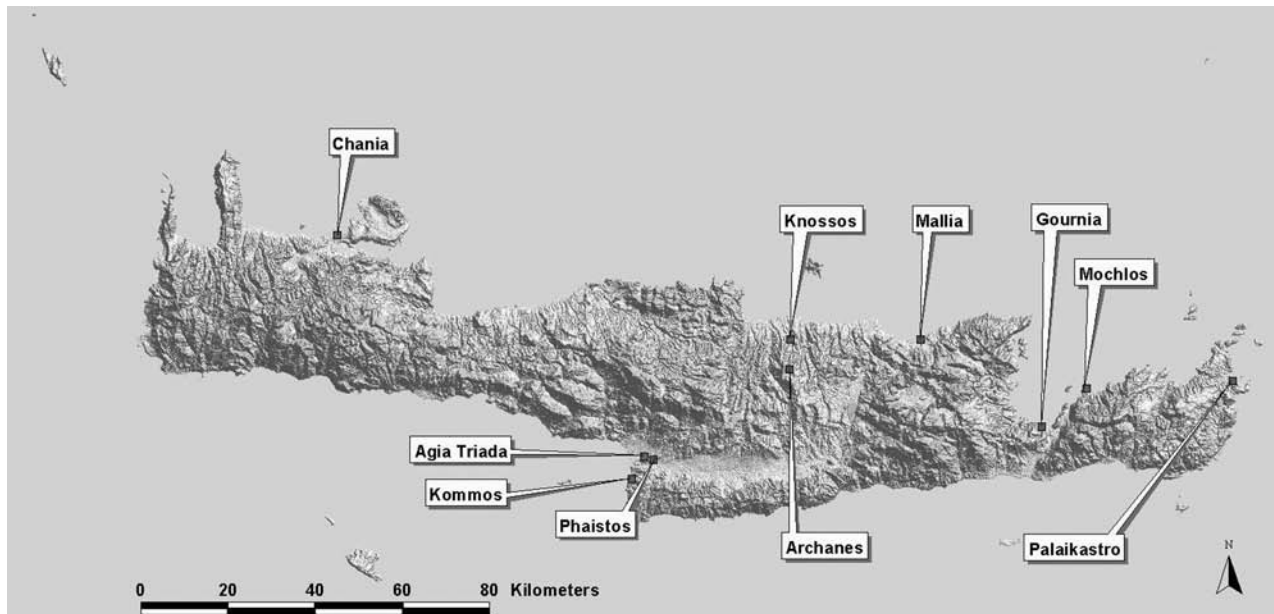 Chania
Knossos
Mallia
Gournia
Mochlos
Agia Triada
Kommos
Phaistos
Archanes
Palaikastro
N
0 20 40 60 80 Kilometers